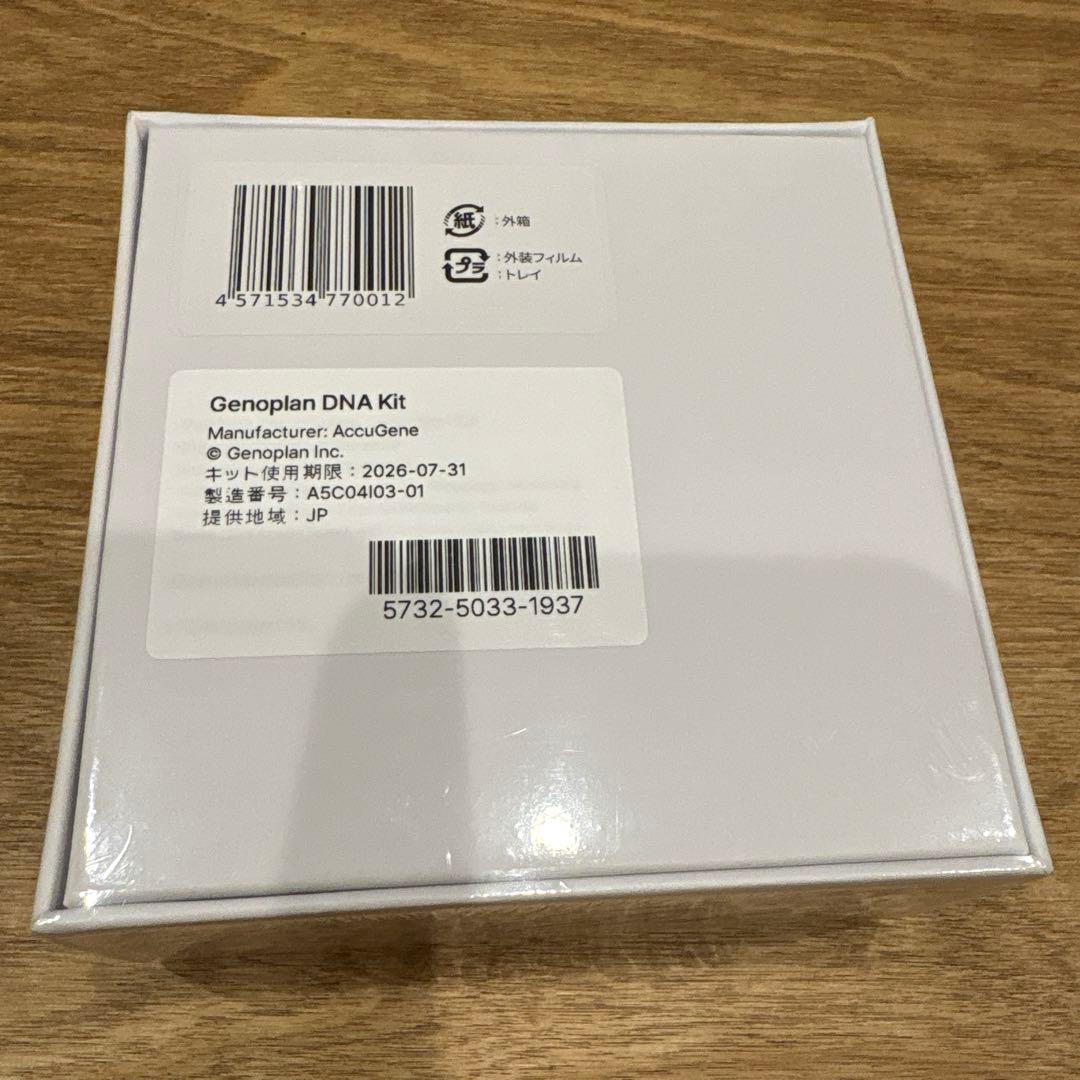 4 571534 770012
紙 :外箱
プラ :外装フィルム
:トレイ
Genoplan DNA Kit
Manufacturer: AccuGene
© Genoplan Inc.
キット使用期限:2026-07-31
製造番号:A5C04I03-01
提供地域:JP
5732-5033-1937